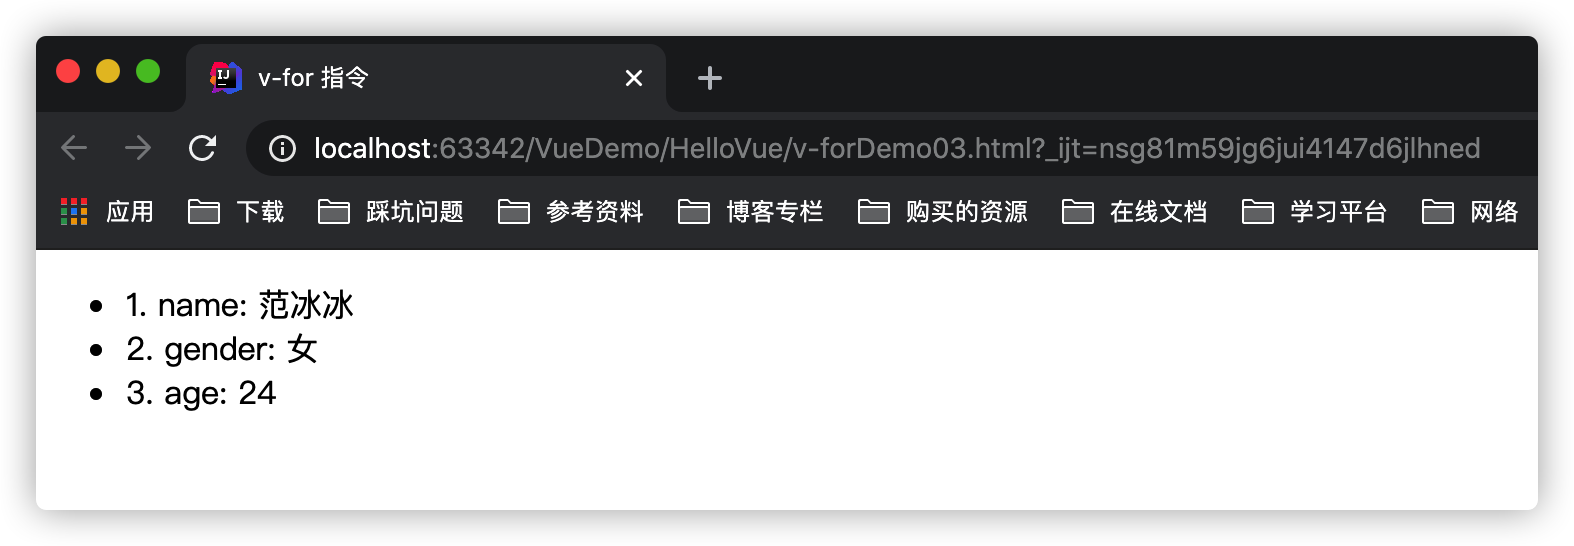 v-for 指令
localhost:63342/VueDemo/HelloVue/v-forDemo03.html?_ijt=nsg81m59jg6jui4147d6jlhned
应用 下载 踩坑问题 参考资料 博客专栏 购买的资源 在线文档 学习平台 网络
1. name: 范冰冰
2. gender: 女
3. age: 24